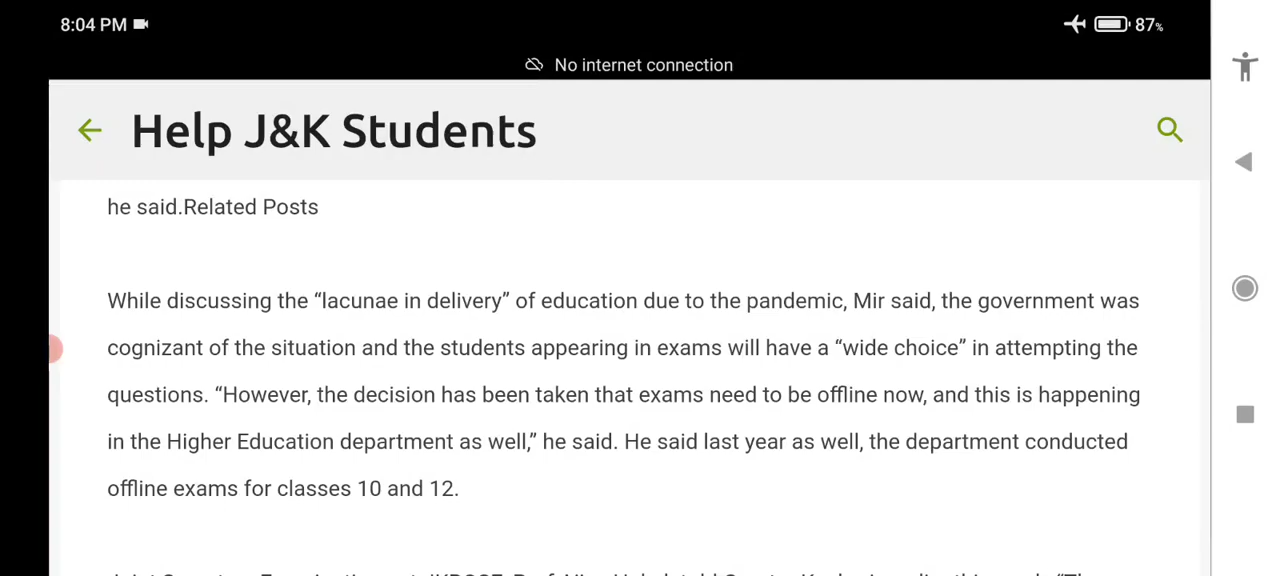 8:04 PM 87%
No internet connection
Help J&K Students
he said.Related Posts
While discussing the “lacunae in delivery” of education due to the pandemic, Mir said, the government was
cognizant of the situation and the students appearing in exams will have a “wide choice” in attempting the
questions. “However, the decision has been taken that exams need to be offline now, and this is happening
in the Higher Education department as well,” he said. He said last year as well, the department conducted
offline exams for classes 10 and 12.